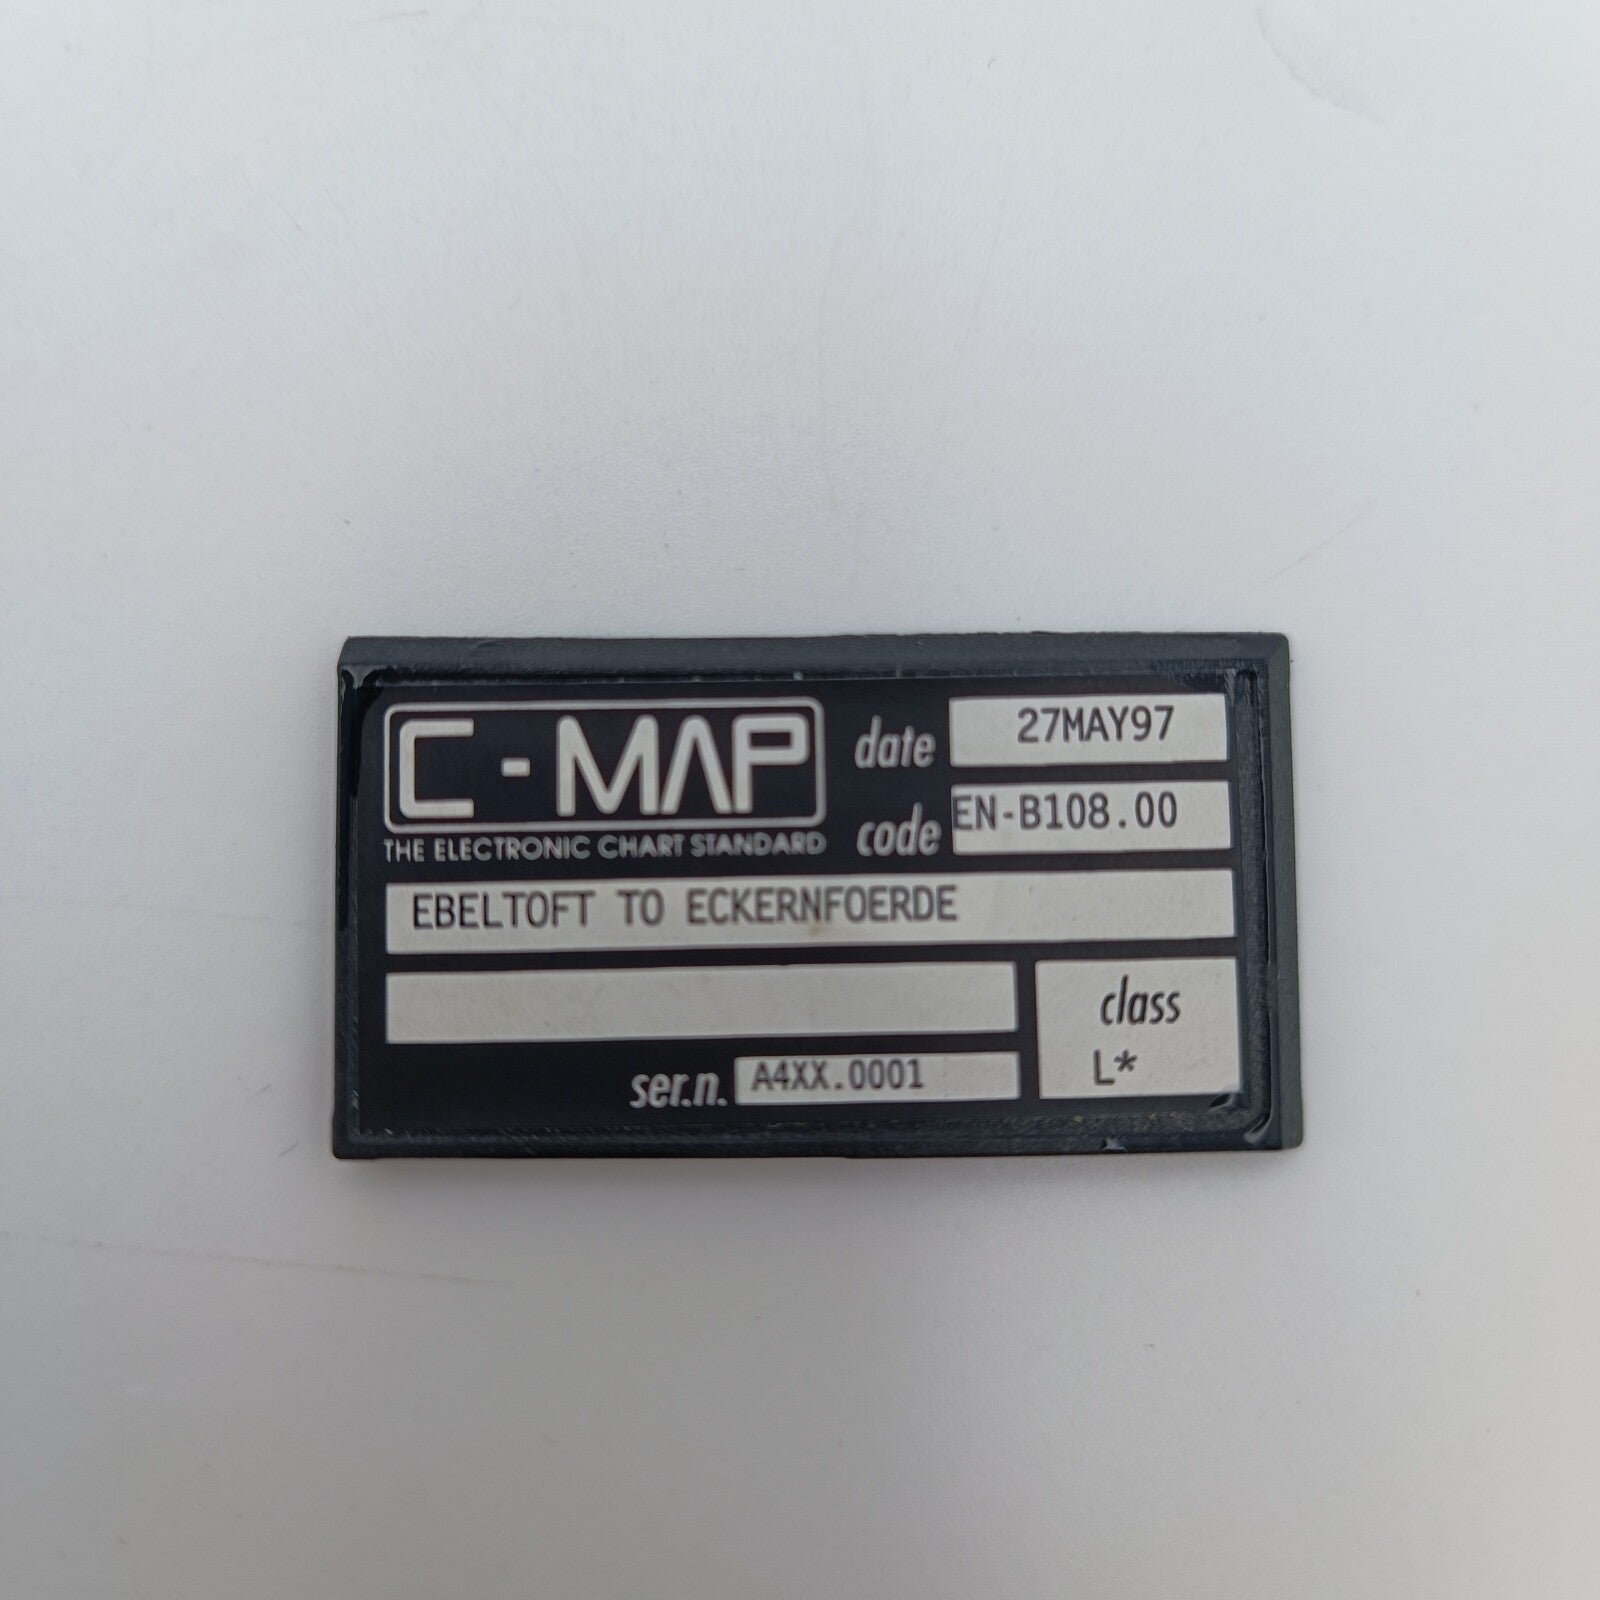 C-MAP
THE ELECTRONIC CHART STANDARD
date 27MAY97
code EN-B108.00
EBELTOFT TO ECKERNFOERDE
class
L*
ser.n. A4XX.0001